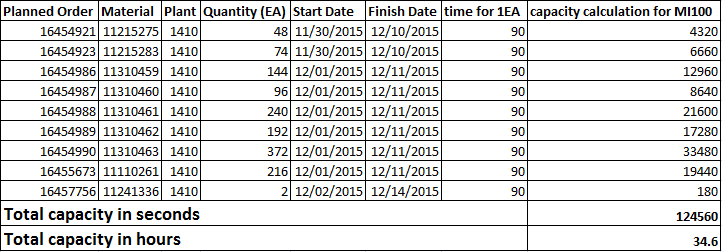 Planned Order Material Plant Quantity (EA) Start Date Finish Date time for 1EA capacity calculation for MI100
16454921 11215275 1410 48 11/30/2015 12/10/2015 90 4320
16454923 11215283 1410 74 11/30/2015 12/10/2015 90 6660
16454986 11310459 1410 144 12/01/2015 12/11/2015 90 12960
16454987 11310460 1410 96 12/01/2015 12/11/2015 90 8640
16454988 11310461 1410 240 12/01/2015 12/11/2015 90 21600
16454989 11310462 1410 192 12/01/2015 12/11/2015 90 17280
16454990 11310463 1410 372 12/01/2015 12/11/2015 90 33480
16455673 11110261 1410 216 12/01/2015 12/11/2015 90 19440
16457756 11241336 1410 2 12/02/2015 12/14/2015 90 180
Total capacity in seconds 124560
Total capacity in hours 34.6